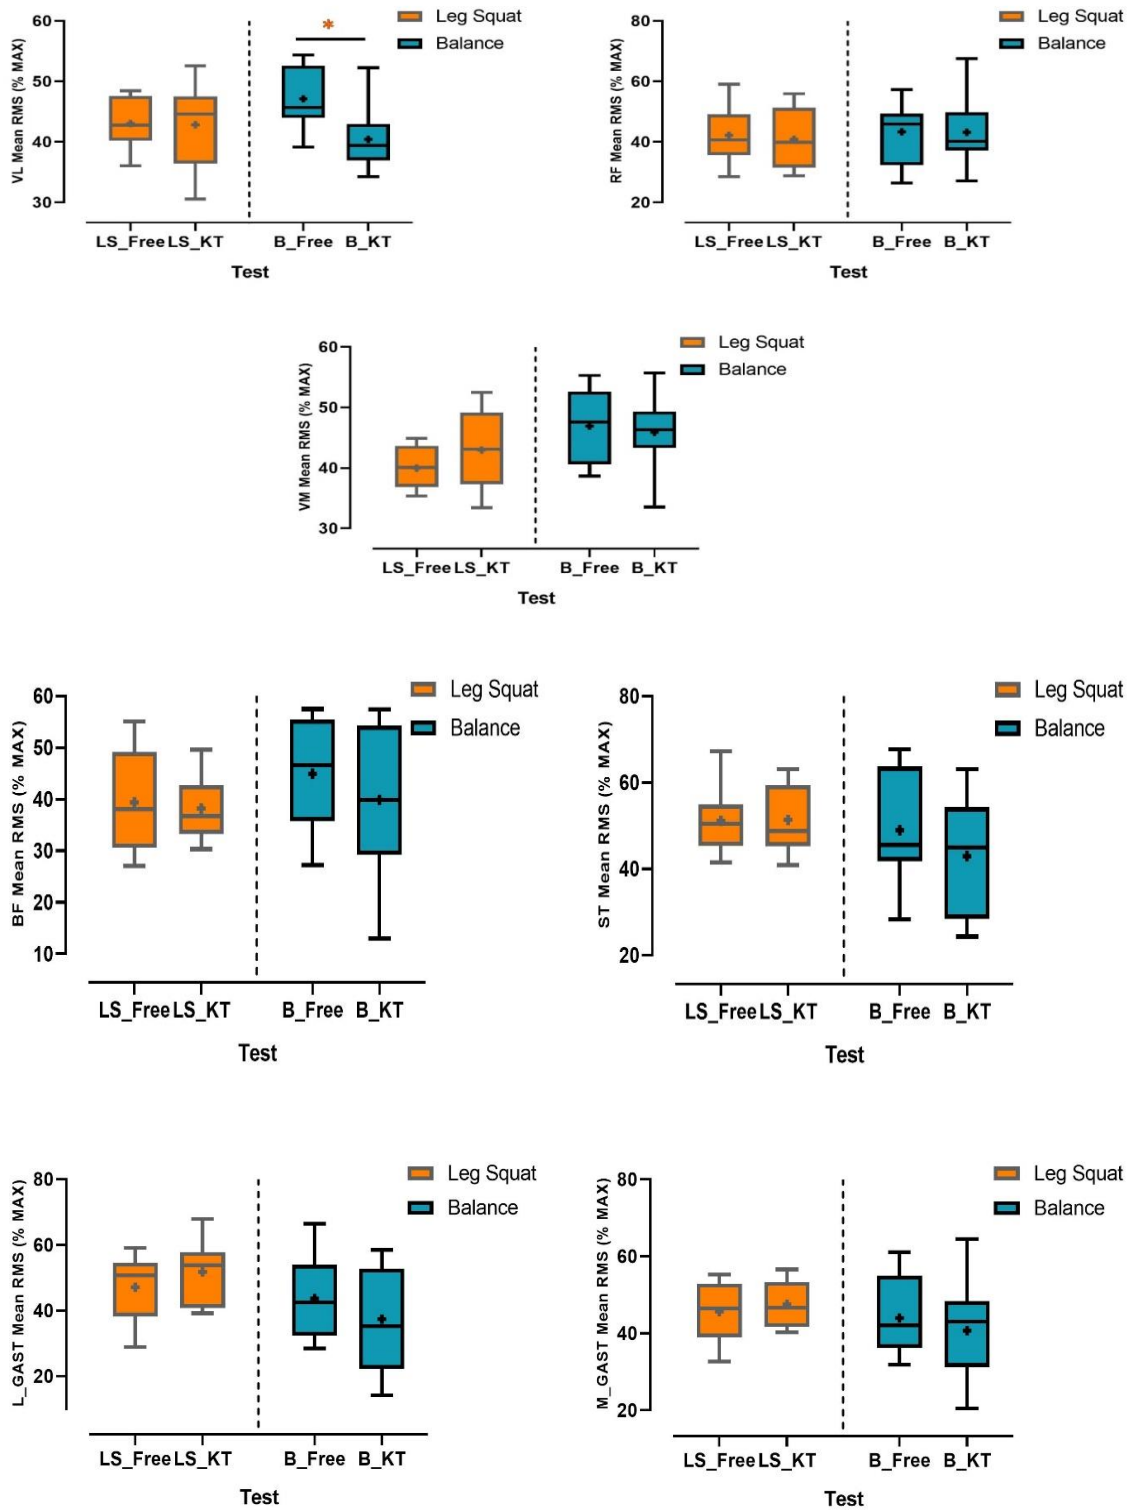 VL Mean RMS (% MAX)
60
50
40
30
*
Leg Squat
Balance
LS_Free LS_KT B_Free B_KT
Test
RF Mean RMS (% MAX)
80
60
40
20
Leg Squat
Balance
LS_Free LS_KT B_Free B_KT
Test
VM Mean RMS (% MAX)
60
50
40
30
Leg Squat
Balance
LS_Free LS_KT B_Free B_KT
Test
BF Mean RMS (% MAX)
60
50
40
30
20
10
Leg Squat
Balance
LS_Free LS_KT B_Free B_KT
Test
ST Mean RMS (% MAX)
80
60
40
20
Leg Squat
Balance
LS_Free LS_KT B_Free B_KT
Test
L_GAST Mean RMS (% MAX)
80
60
40
20
Leg Squat
Balance
LS_Free LS_KT B_Free B_KT
Test
M_GAST Mean RMS (% MAX)
80
60
40
20
Leg Squat
Balance
LS_Free LS_KT B_Free B_KT
Test